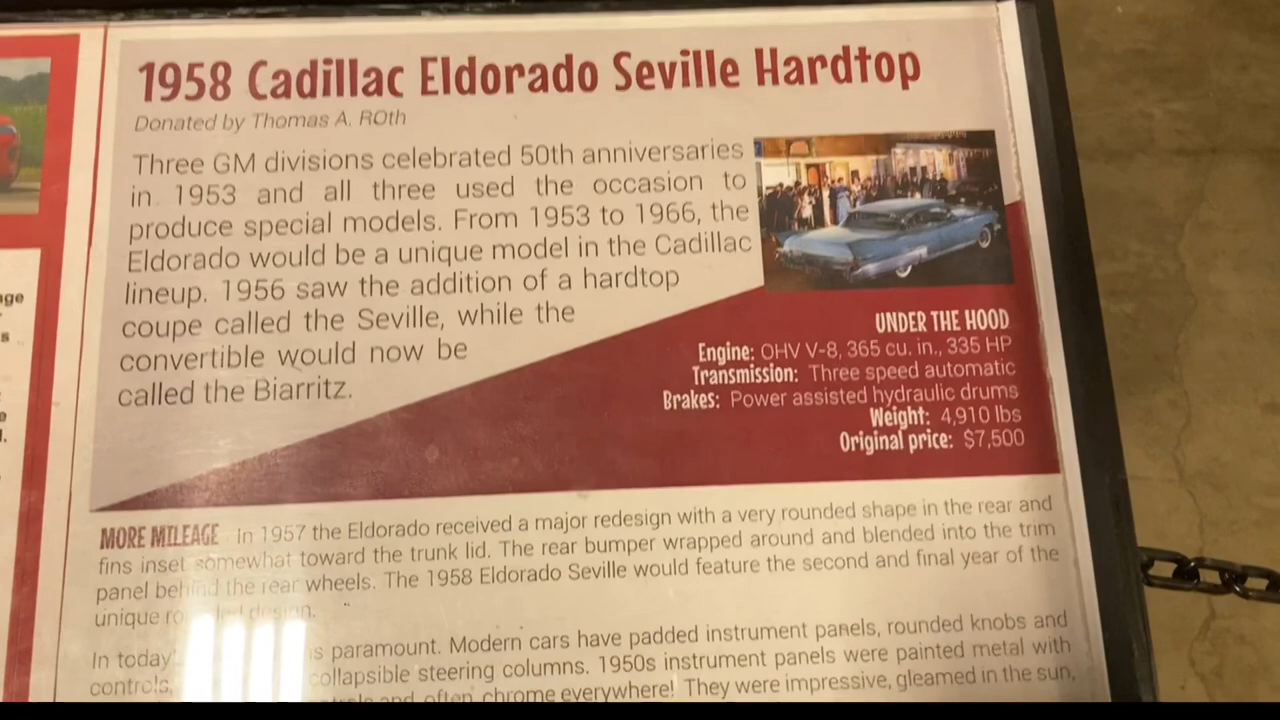 1958 Cadillac Eldorado Seville Hardtop
Donated by Thomas A. ROth
Three GM divisions celebrated 50th anniversaries
in 1953 and all three used the occasion to
produce special models. From 1953 to 1966, the
Eldorado would be a unique model in the Cadillac
lineup. 1956 saw the addition of a hardtop
coupe called the Seville, while the
convertible would now be
called the Biarritz.
UNDER THE HOOD
Engine: OHV V-8, 365 cu. in., 335 HP
Transmission: Three speed automatic
Brakes: Power assisted hydraulic drums
Weight: 4,910 lbs
Original price: $7,500
MORE MILEAGE In 1957 the Eldorado received a major redesign with a very rounded shape in the rear and
fins inset somewhat toward the trunk lid. The rear bumper wrapped around and blended into the trim
panel behind the rear wheels. The 1958 Eldorado Seville would feature the second and final year of the
unique rounded design.
In paramount. Modern cars have padded instrument panels, rounded knobs and
controls, collapsible steering columns. 1950s instrument panels were painted metal with
and often chrome everywhere! They were impressive, gleamed in the sun,